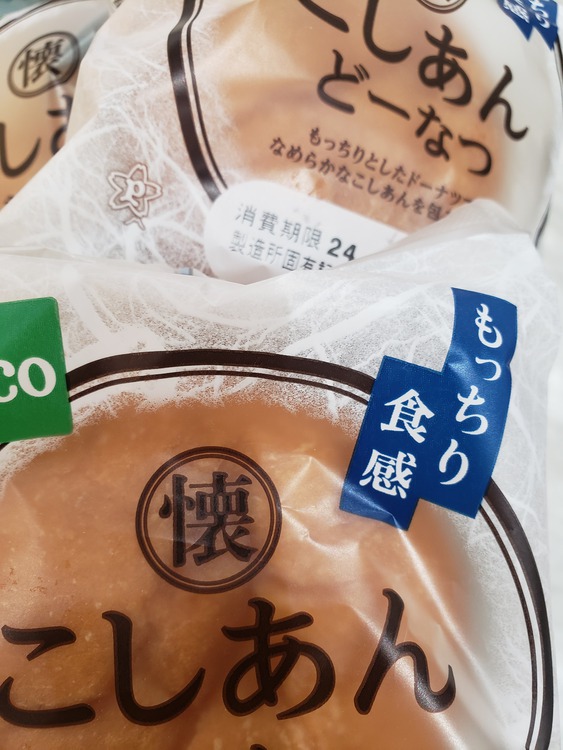 懐
こしあん
どーなつ
もっちりとしたドーナツ
なめらかなこしあんを包
消費期限 24
製造所固有記
co
もっちり
食感
懐
こしあん